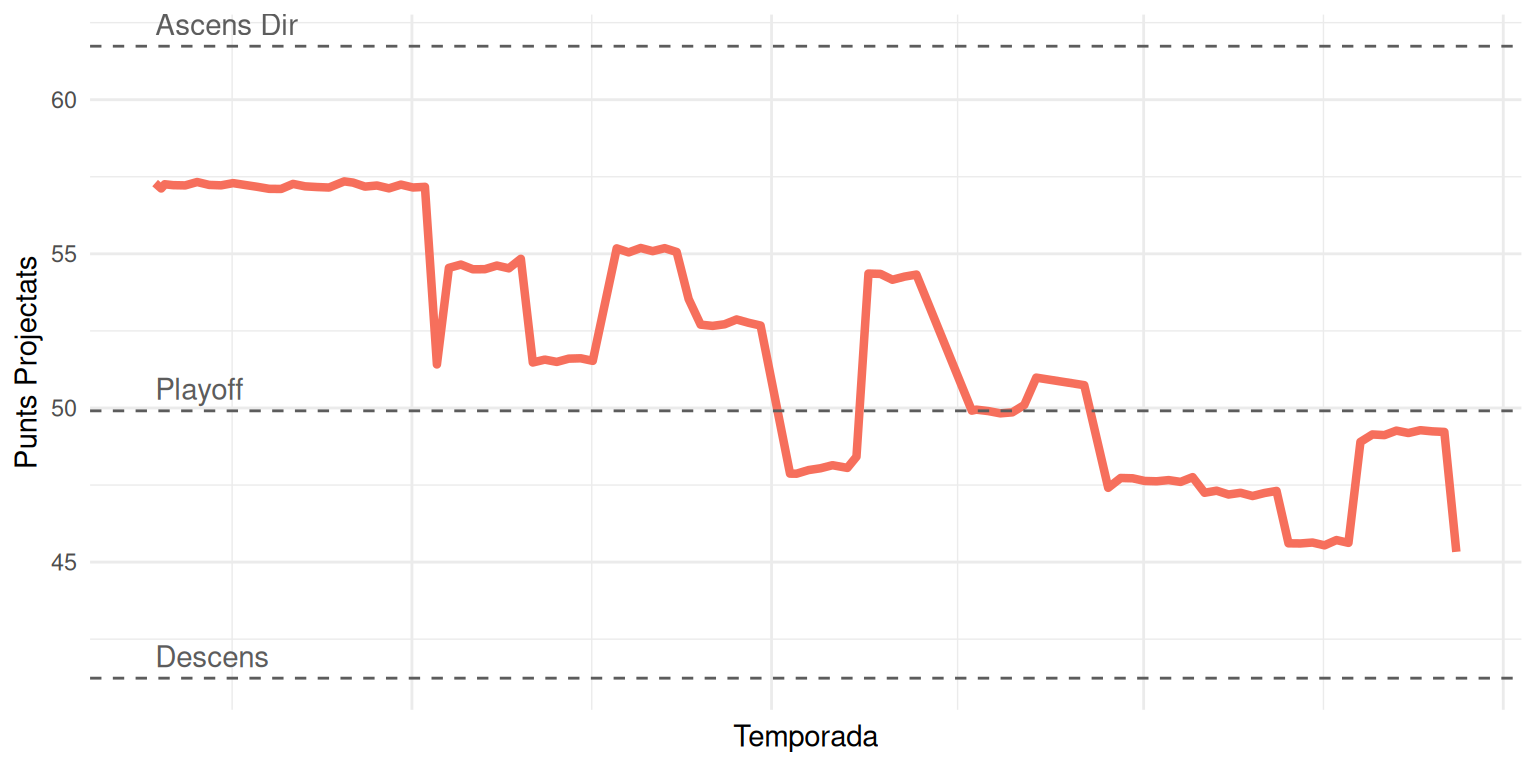 Ascens Dir
60
55
Playoff
50
45
Descens
Punts Projectats
Temporada